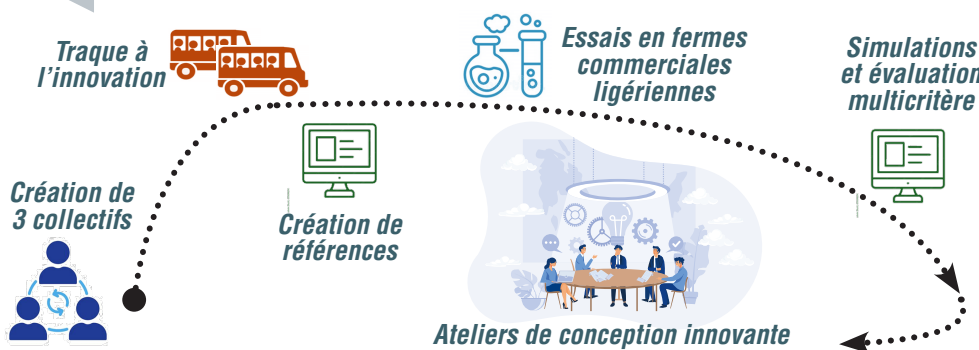 Traque à
l'innovation
Essais en fermes
commerciales
ligériennes
Simulations
et évaluation
multicritère
Création de
3 collectifs
Création de
références
Ateliers de conception innovante